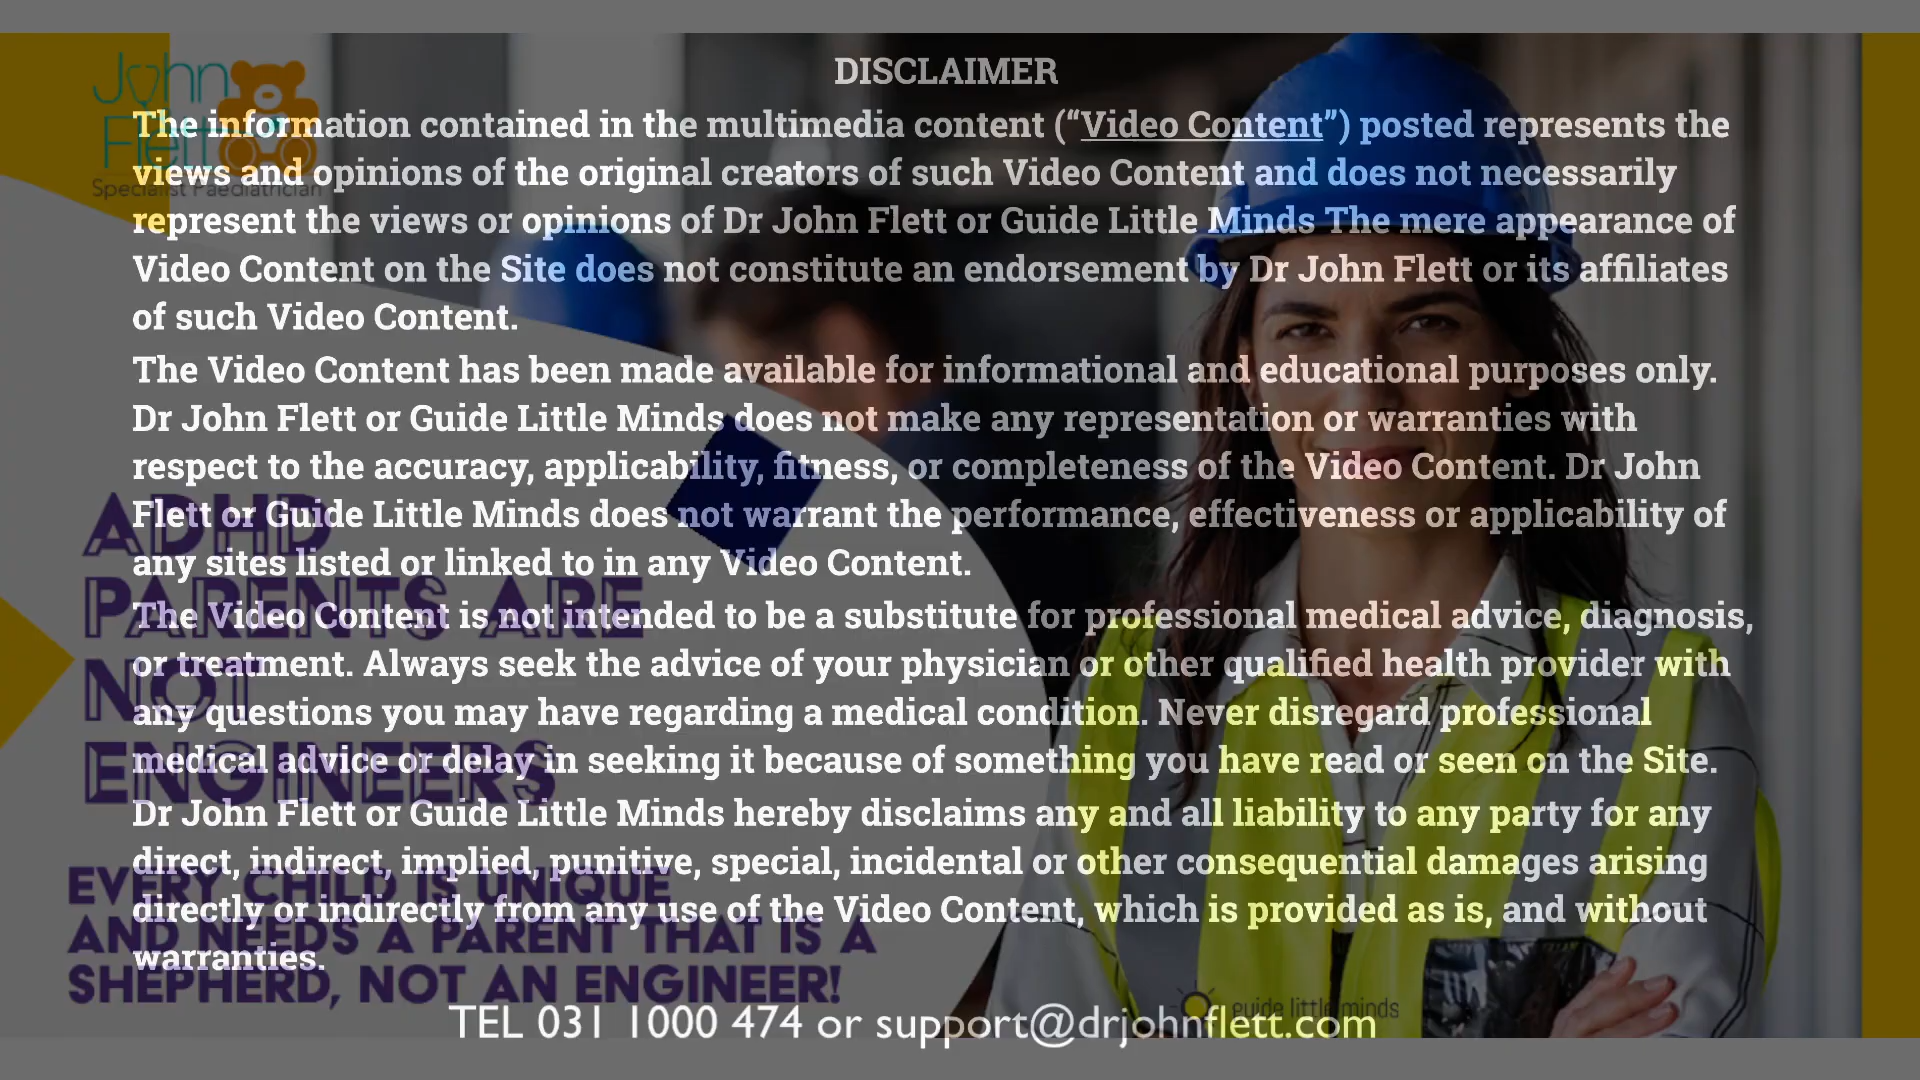 John
Flett
Specialist Paediatrician
DISCLAIMER
The information contained in the multimedia content (“Video Content”) posted represents the
views and opinions of the original creators of such Video Content and does not necessarily
represent the views or opinions of Dr John Flett or Guide Little Minds The mere appearance of
Video Content on the Site does not constitute an endorsement by Dr John Flett or its affiliates
of such Video Content.
The Video Content has been made available for informational and educational purposes only.
Dr John Flett or Guide Little Minds does not make any representation or warranties with
respect to the accuracy, applicability, fitness, or completeness of the Video Content. Dr John
Flett or Guide Little Minds does not warrant the performance, effectiveness or applicability of
any sites listed or linked to in any Video Content.
The Video Content is not intended to be a substitute for professional medical advice, diagnosis,
or treatment. Always seek the advice of your physician or other qualified health provider with
any questions you may have regarding a medical condition. Never disregard professional
medical advice or delay in seeking it because of something you have read or seen on the Site.
Dr John Flett or Guide Little Minds hereby disclaims any and all liability to any party for any
direct, indirect, implied, punitive, special, incidental or other consequential damages arising
directly or indirectly from any use of the Video Content, which is provided as is, and without
warranties.
ADHD
PARENTS ARE
NOT
ENGINEERS
EVERY CHILD IS UNIQUE
AND NEEDS A PARENT THAT IS A
SHEPHERD, NOT AN ENGINEER!
guide little minds
TEL 031 1000 474 or support@drjohnflett.com